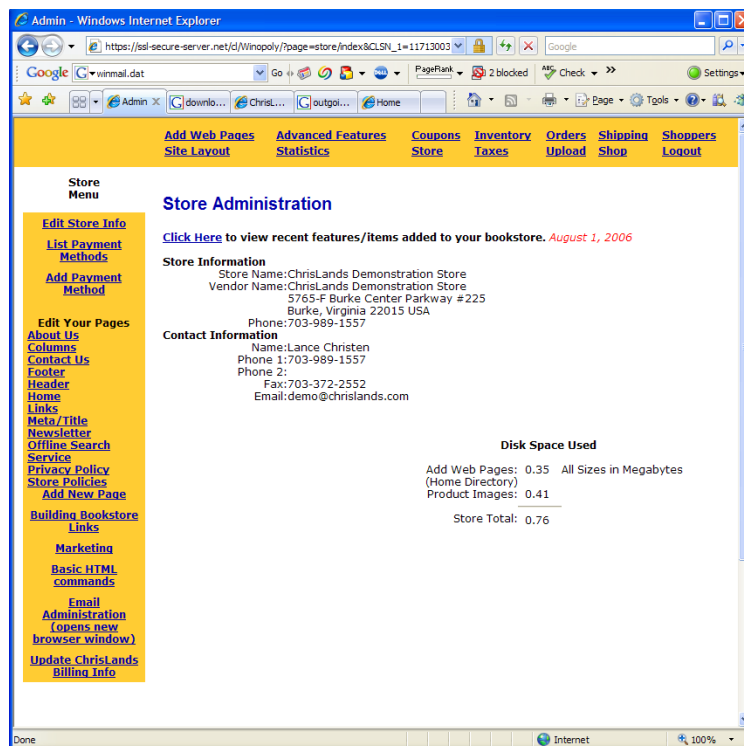 Admin - Windows Internet Explorer
https://ssl-secure-server.net/cl/Winopoly/?page=store/index&CLSN_1=11713003
Google
Google G winmail.dat Go PageRank 2 blocked ABC Check >> Settings
Admin X G downlo... ChrisL... G outgoi... Home Page Tools
Add Web Pages Advanced Features Coupons Inventory Orders Shipping Shoppers
Site Layout Statistics Store Taxes Upload Shop Logout
Store
Menu
Edit Store Info
List Payment
Methods
Add Payment
Method
Edit Your Pages
About Us
Columns
Contact Us
Footer
Header
Home
Links
Meta/Title
Newsletter
Offline Search
Service
Privacy Policy
Store Policies
Add New Page
Building Bookstore
Links
Marketing
Basic HTML
commands
Email
Administration
(opens new
browser window)
Update ChrisLands
Billing Info
Store Administration
Click Here to view recent features/items added to your bookstore. August 1, 2006
Store Information
Store Name:ChrisLands Demonstration Store
Vendor Name:ChrisLands Demonstration Store
5765-F Burke Center Parkway #225
Burke, Virginia 22015 USA
Phone:703-989-1557
Contact Information
Name:Lance Christen
Phone 1:703-989-1557
Phone 2:
Fax:703-372-2552
Email:demo@chrislands.com
Disk Space Used
Add Web Pages: 0.35 All Sizes in Megabytes
(Home Directory)
Product Images: 0.41
Store Total: 0.76
Done Internet 100%